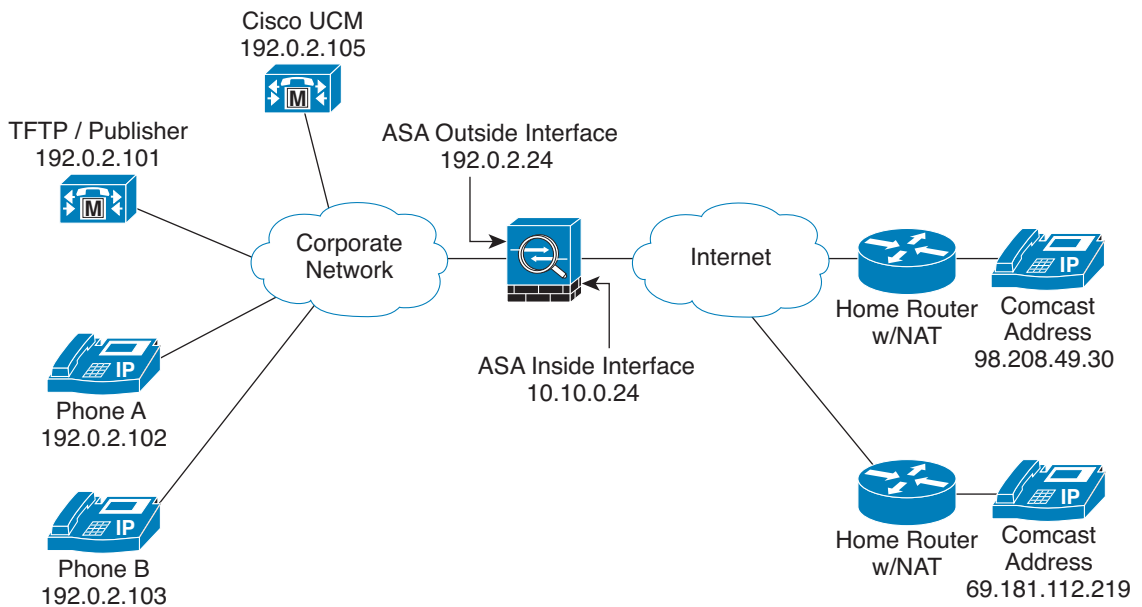 Cisco UCM
192.0.2.105
TFTP / Publisher
192.0.2.101
M
M
ASA Outside Interface
192.0.2.24
Corporate
Network
Internet
IP
Home Router
w/NAT
Comcast
Address
98.208.49.30
ASA Inside Interface
10.10.0.24
IP
Phone A
192.0.2.102
IP
Phone B
192.0.2.103
IP
Home Router
w/NAT
Comcast
Address
69.181.112.219